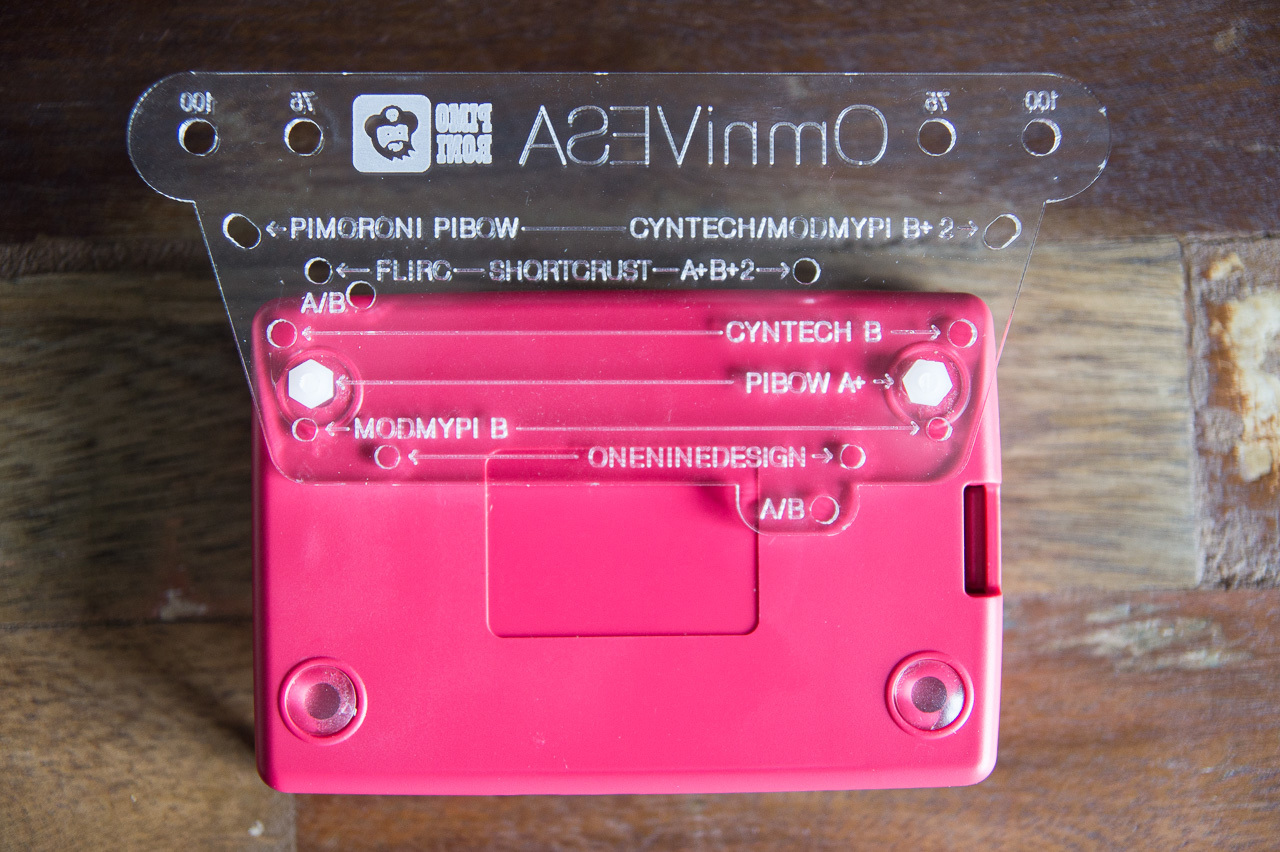 100 75 PIMO RONI OmniVESA 75 100
←PIMORONI PIBOW—CYNTECH/MODMYPI B+ 2→
←FLIRC—SHORTCRUST—A+B+2→
A/B
←CYNTECH B→
←PIBOW A+→
←MODMYPI B→
←ONENINEDESIGN→
A/B